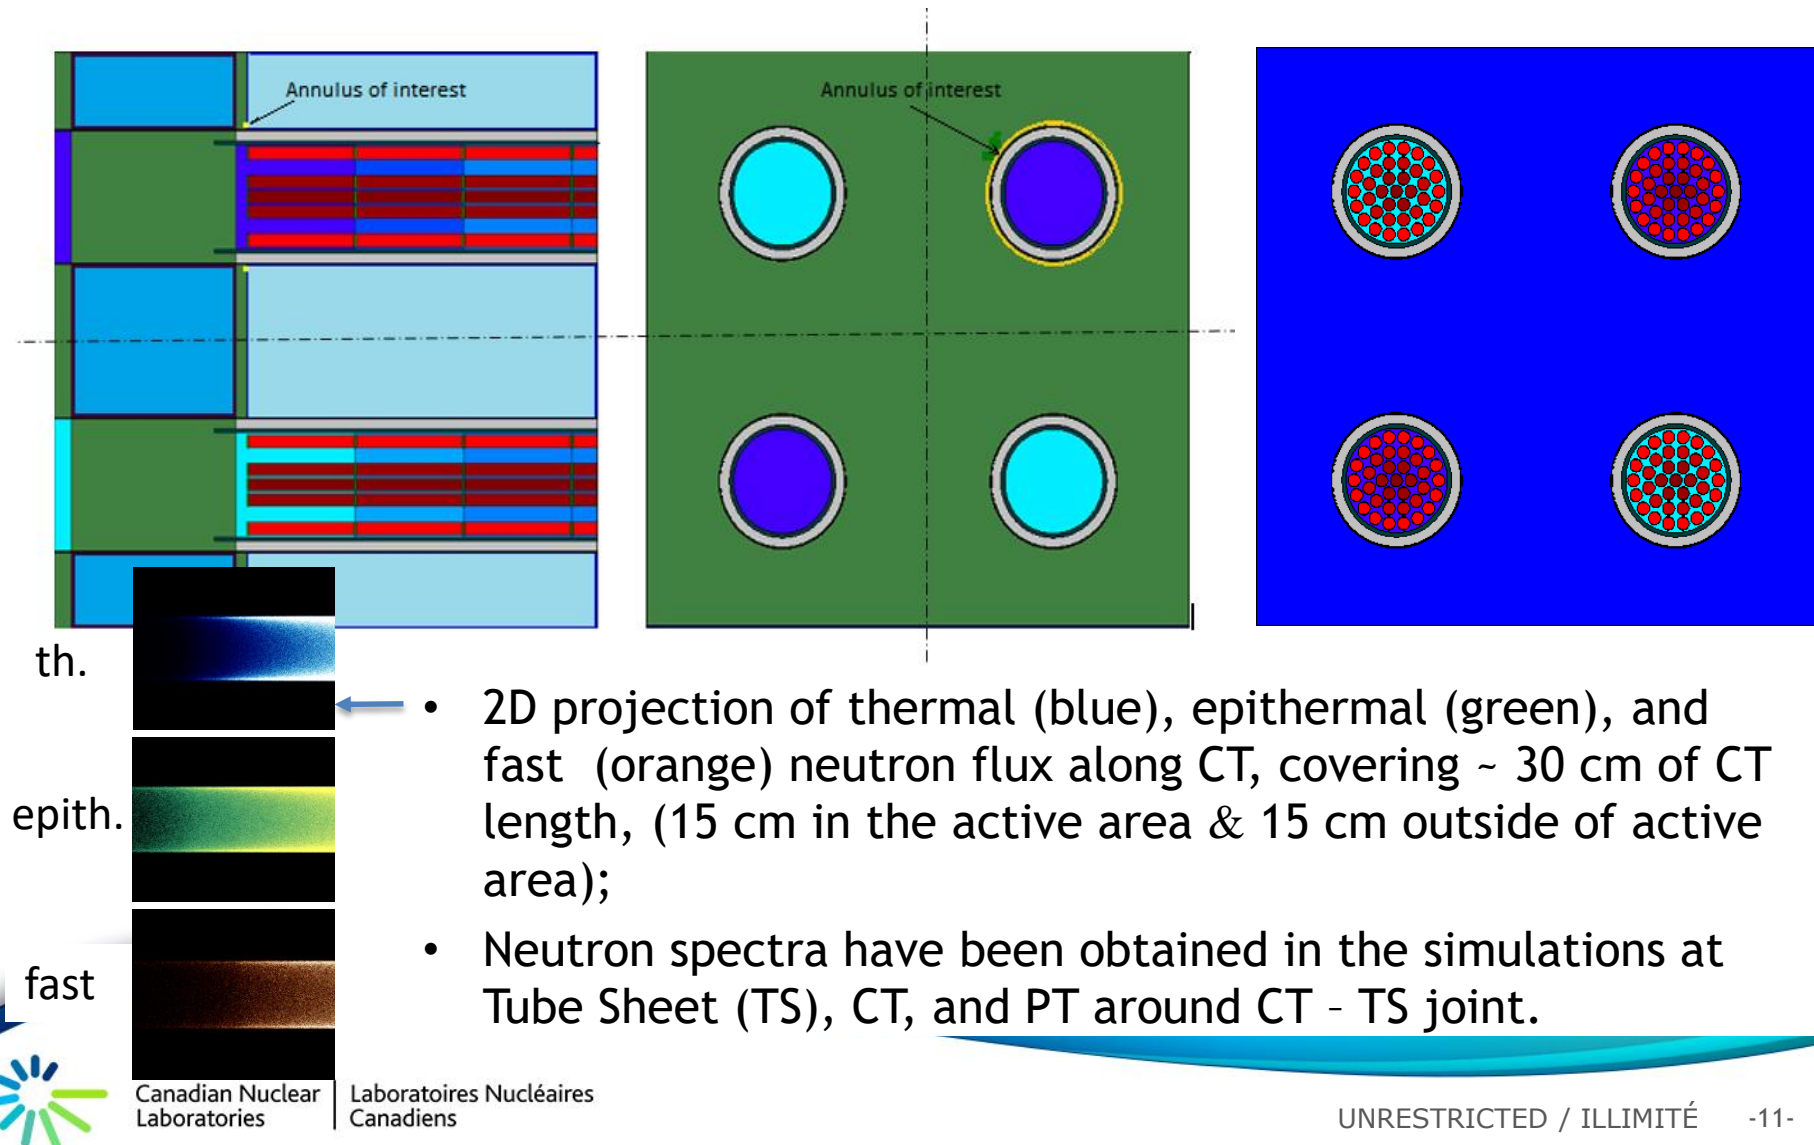 Annulus of interest
Annulus of interest
th.
epith.
fast
• 2D projection of thermal (blue), epithermal (green), and
fast (orange) neutron flux along CT, covering ~ 30 cm of CT
length, (15 cm in the active area & 15 cm outside of active
area);
• Neutron spectra have been obtained in the simulations at
Tube Sheet (TS), CT, and PT around CT – TS joint.
Canadian Nuclear
Laboratories
Laboratoires Nucléaires
Canadiens
UNRESTRICTED / ILLIMITÉ
-11-